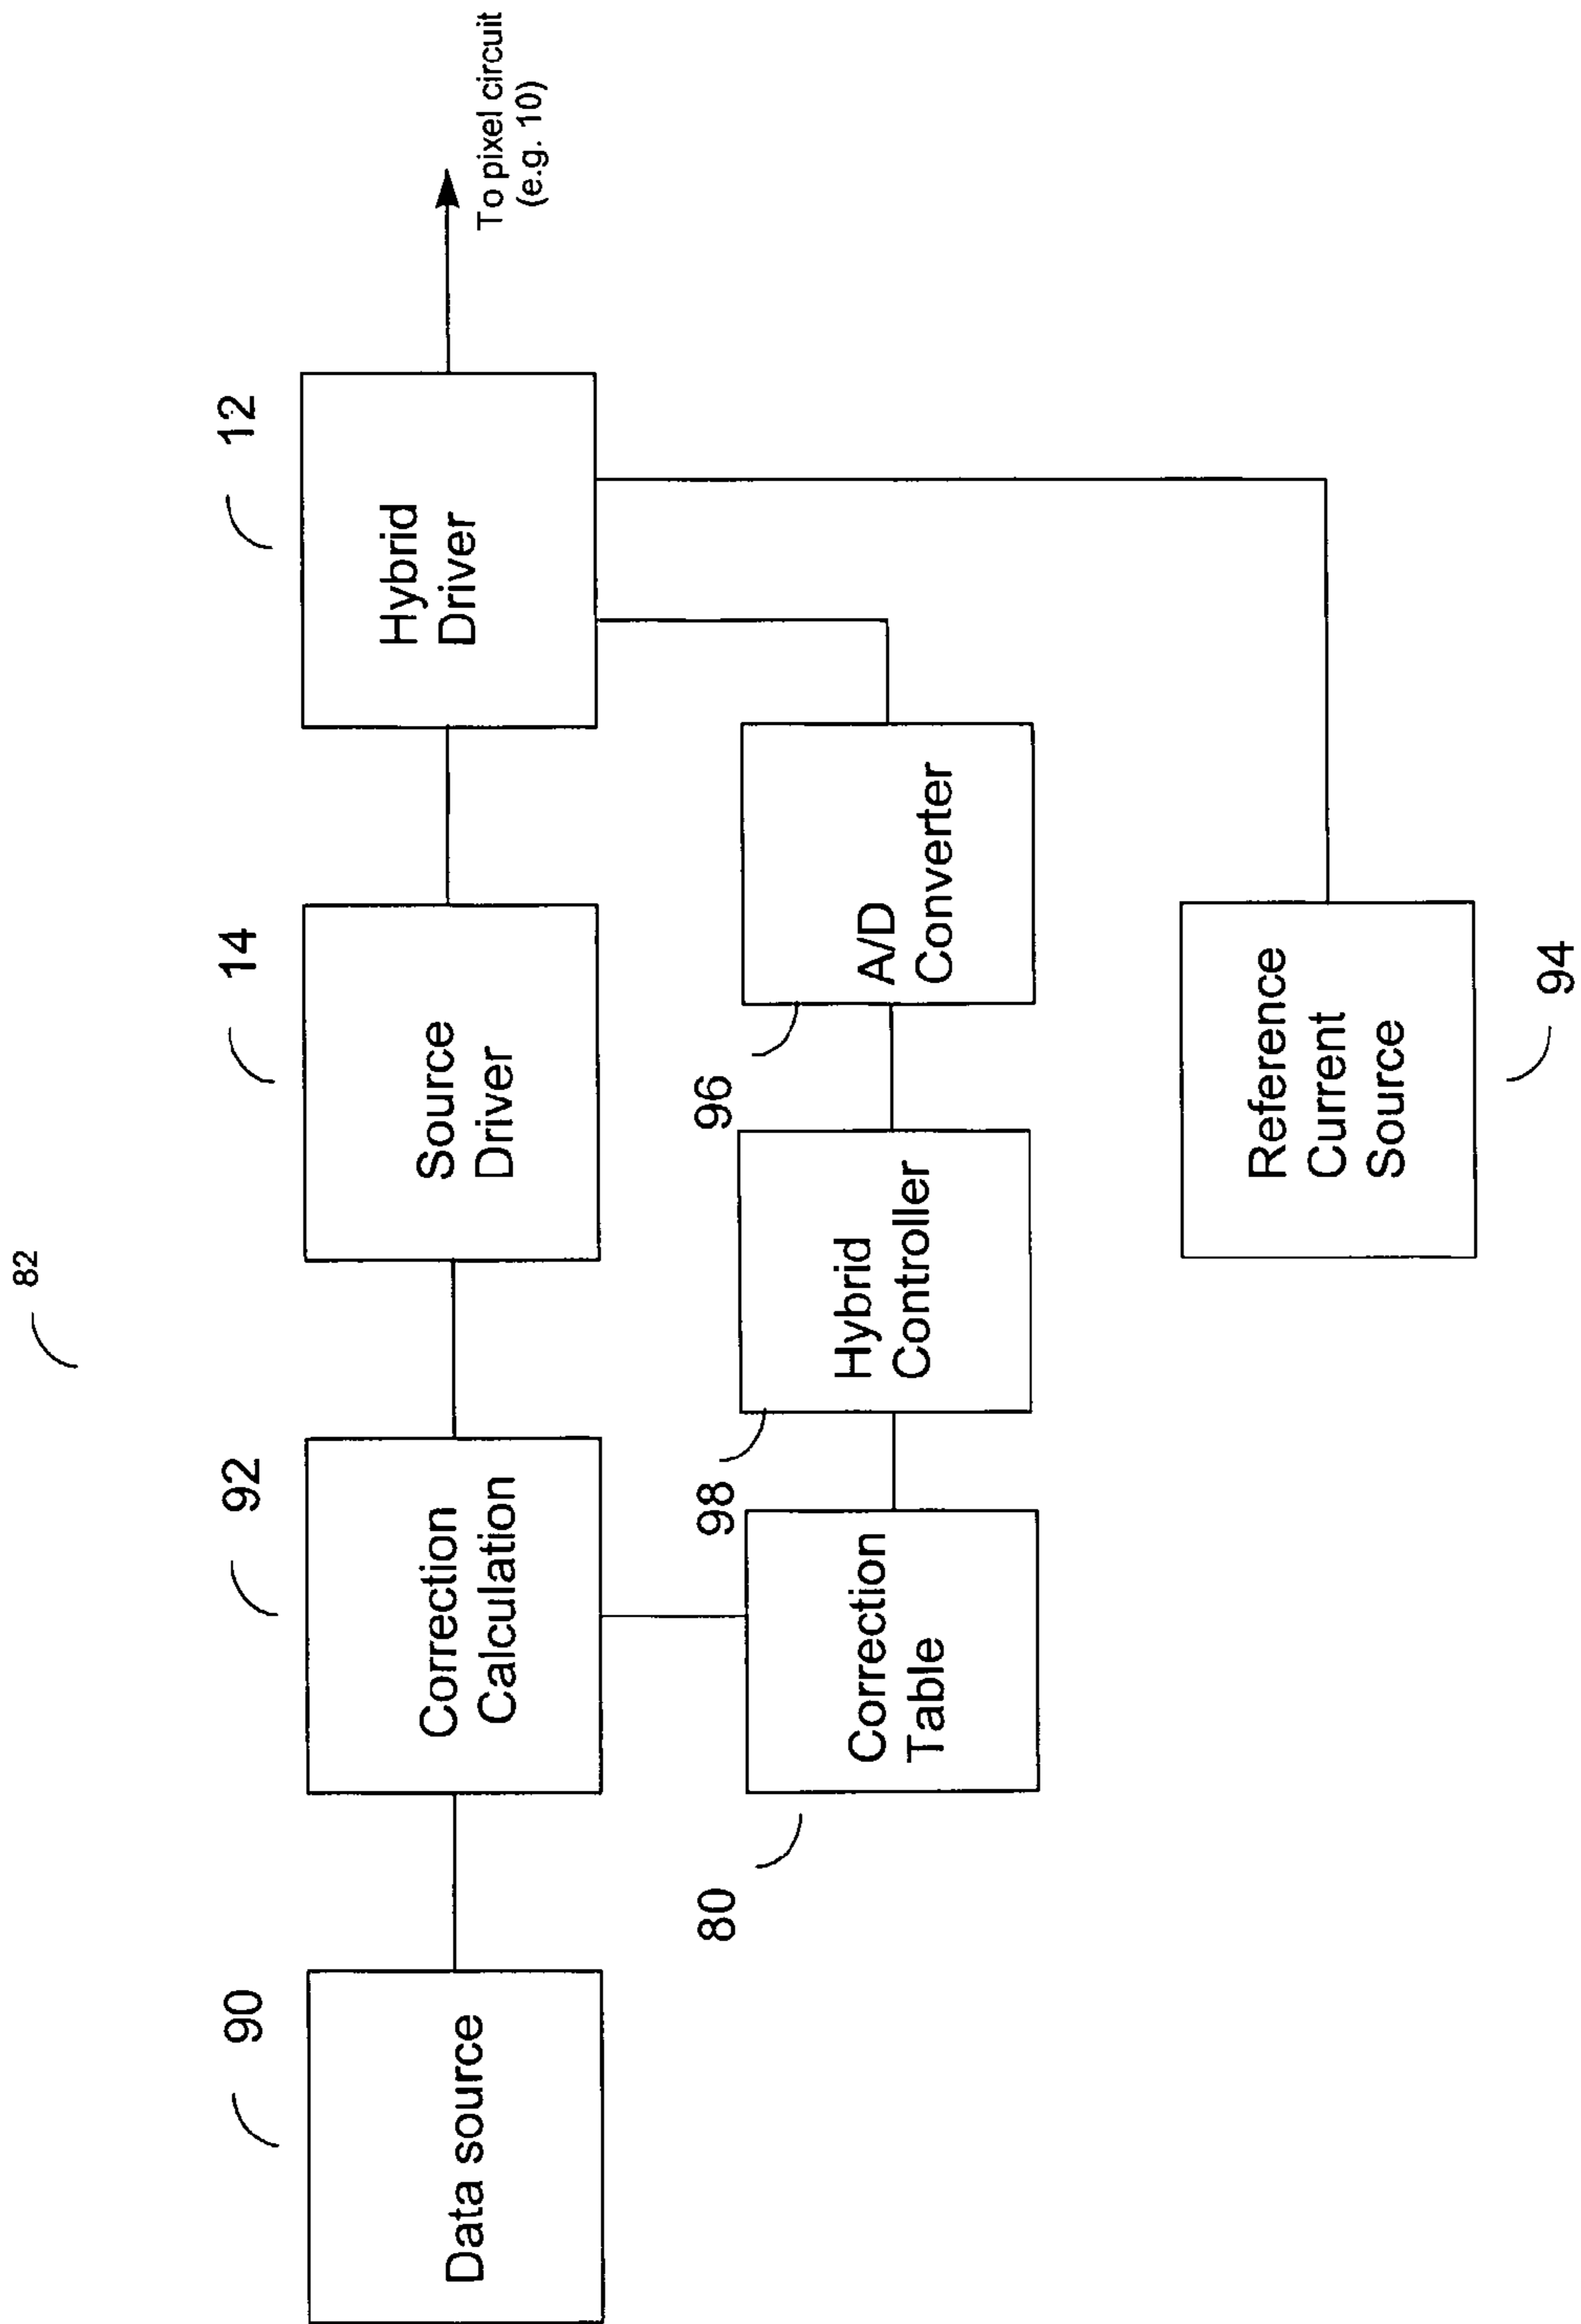 82
90
Data source
92
Correction
Calculation
14
Source
Driver
12
Hybrid
Driver
To pixel circuit
(e.g. 10)
80
Correction
Table
98
Hybrid
Controller
96
A/D
Converter
Reference
Current
Source
94